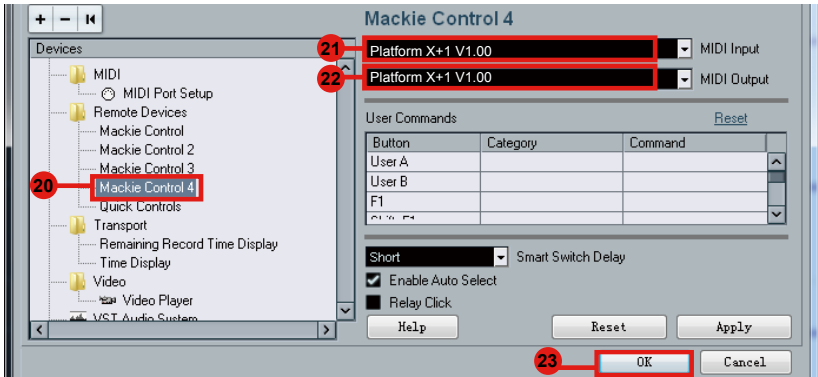 Mackie Control 4
Devices
MIDI
MIDI Port Setup
Remote Devices
Mackie Control
Mackie Control 2
Mackie Control 3
20 Mackie Control 4
Quick Controls
Transport
Remaining Record Time Display
Time Display
Video
Video Player
VST Audio System
21 Platform X+1 V1.00 MIDI Input
22 Platform X+1 V1.00 MIDI Output
User Commands Reset
Button Category Command
User A
User B
F1
Short Smart Switch Delay
Enable Auto Select
Relay Click
Help Reset Apply
23 OK Cancel